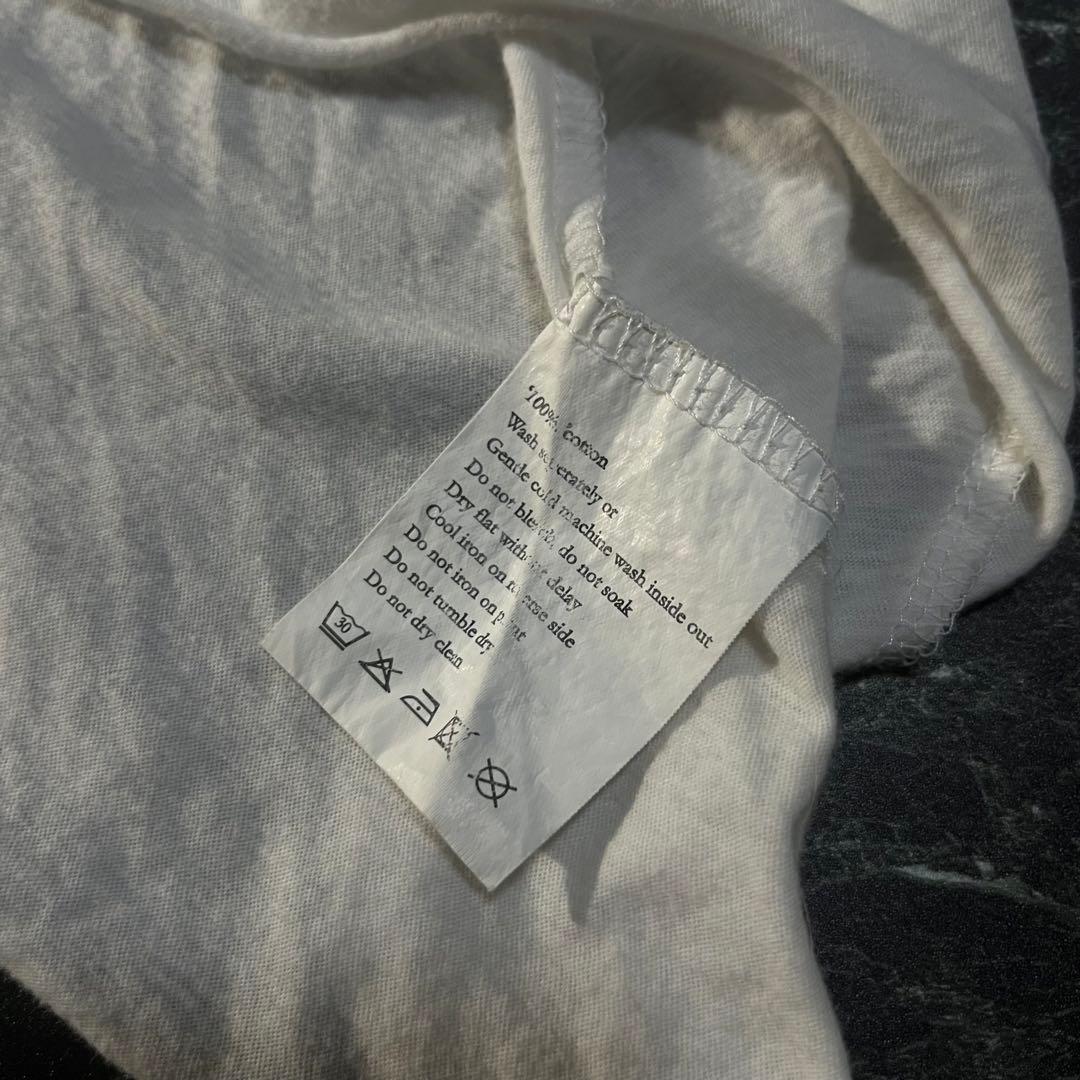 '100% cotton
Wash seperately or
Gentle cold machine wash inside out
Do not bleach, do not soak
Dry flat without delay
Cool iron on reverse side
Do not iron on print
Do not tumble dry
Do not dry clean
30